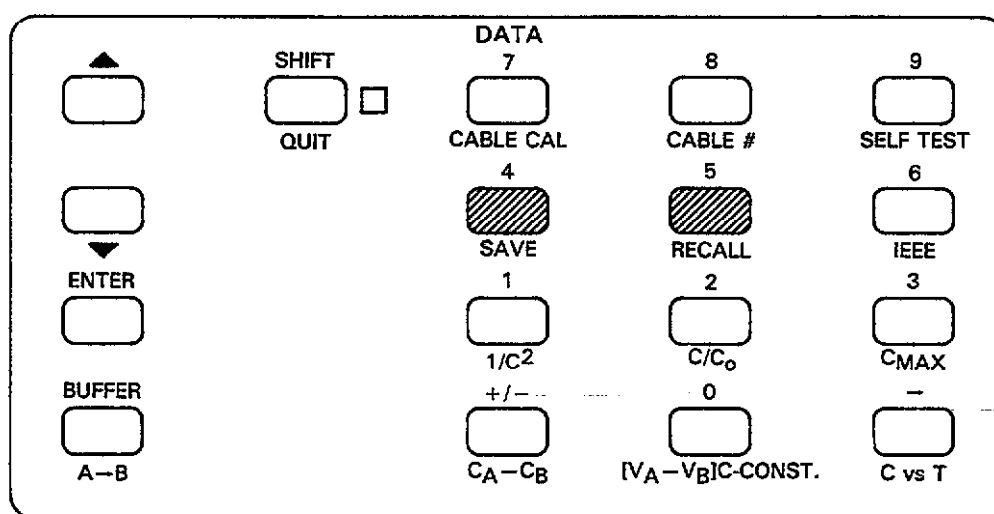 DATA
▲ SHIFT 7 8 9
QUIT CABLE CAL CABLE # SELF TEST
4 5 6
▼ SAVE RECALL IEEE
ENTER 1 2 3
1/C² C/Cₒ CMAX
BUFFER +/− 0 −
A—B CA−CB [VA−VB]C-CONST. C vs T